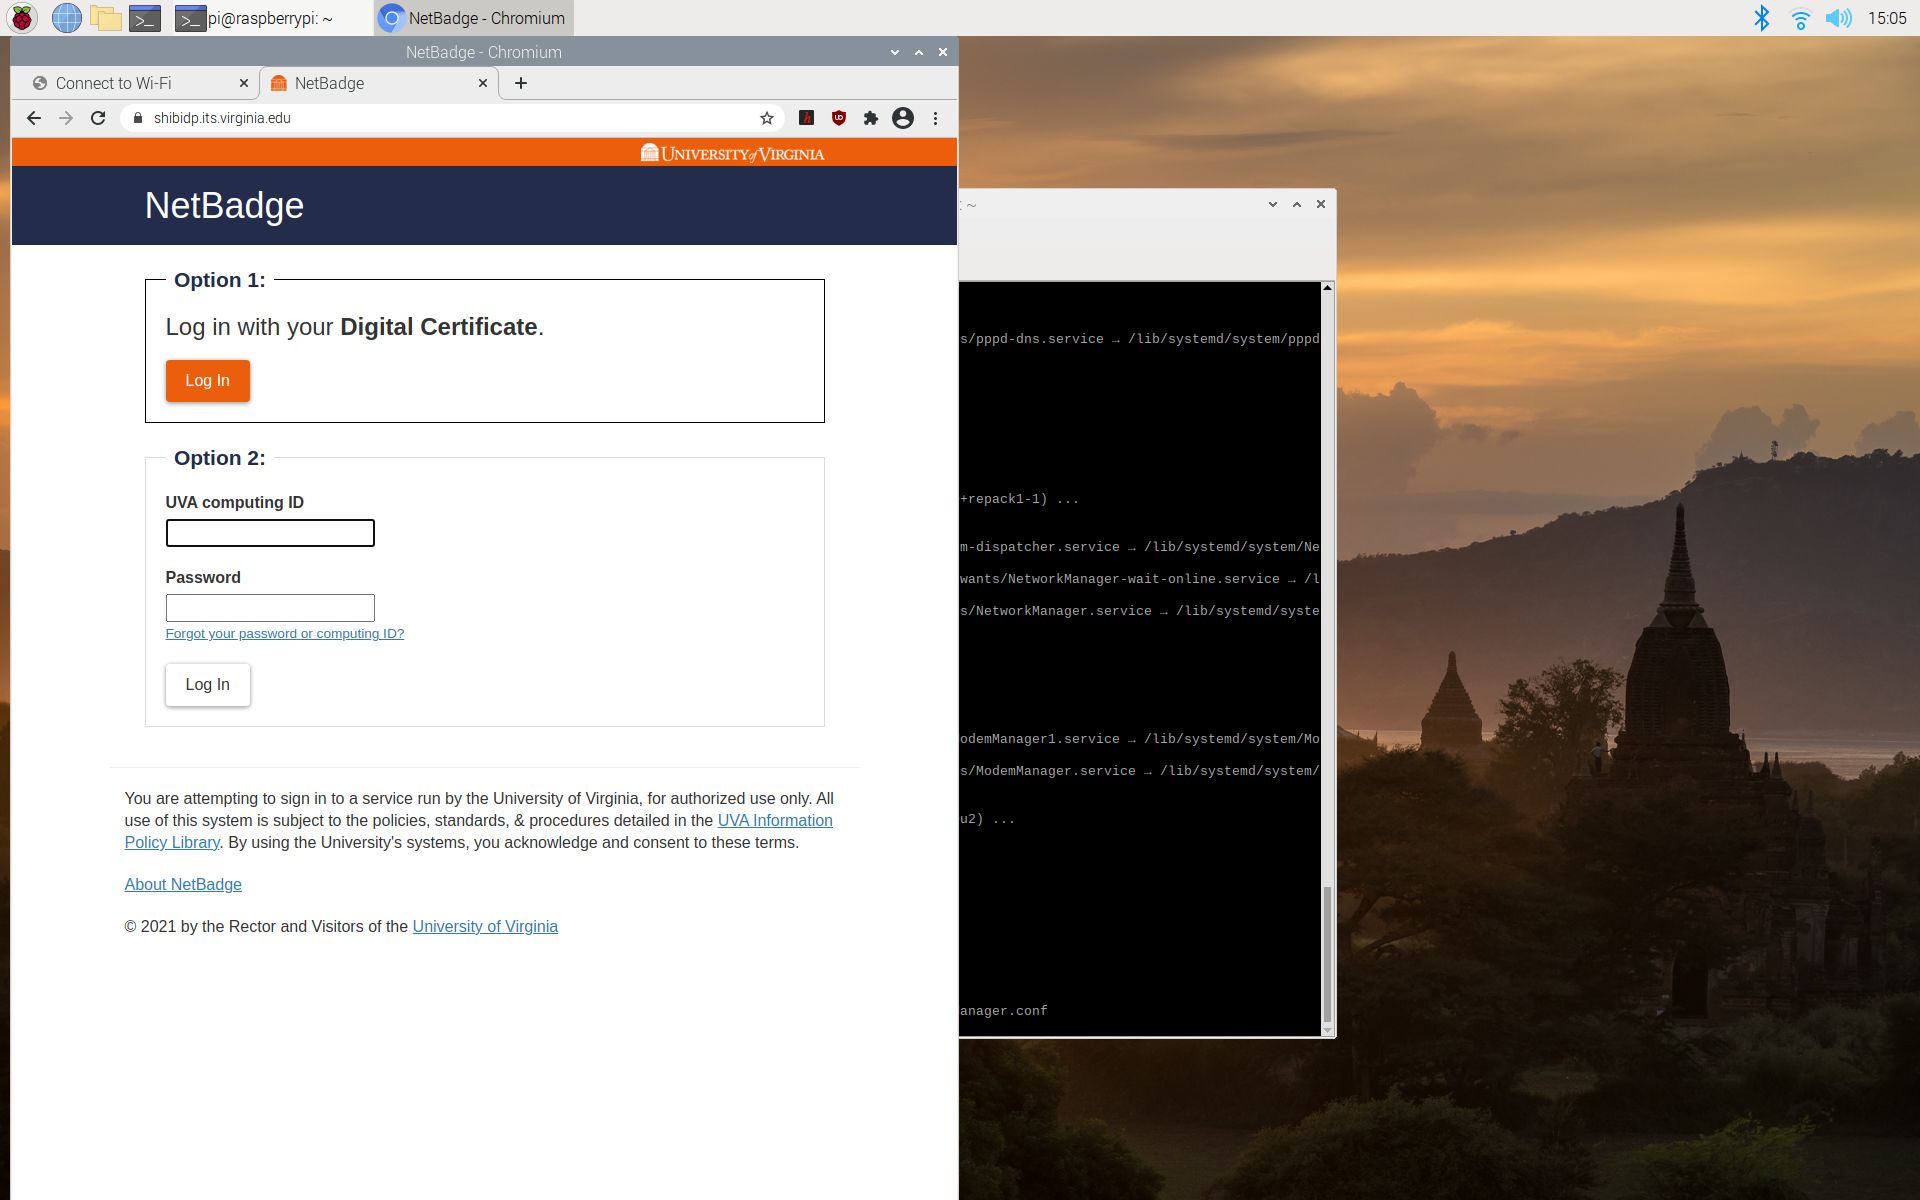 pi@raspberrypi: ~
NetBadge - Chromium
15:05
NetBadge - Chromium
Connect to Wi-Fi
NetBadge
shibidp.its.virginia.edu
UNIVERSITY of VIRGINIA
NetBadge
Option 1:
Log in with your Digital Certificate.
Log In
Option 2:
UVA computing ID
Password
Forgot your password or computing ID?
Log In
You are attempting to sign in to a service run by the University of Virginia, for authorized use only. All
use of this system is subject to the policies, standards, & procedures detailed in the UVA Information
Policy Library. By using the University's systems, you acknowledge and consent to these terms.
About NetBadge
© 2021 by the Rector and Visitors of the University of Virginia
: ~
s/pppd-dns.service → /lib/systemd/system/pppd
+repack1-1) ...
m-dispatcher.service → /lib/systemd/system/Ne
wants/NetworkManager-wait-online.service → /l
s/NetworkManager.service → /lib/systemd/syste
odemManager1.service → /lib/systemd/system/Mo
s/ModemManager.service → /lib/systemd/system/
u2) ...
anager.conf